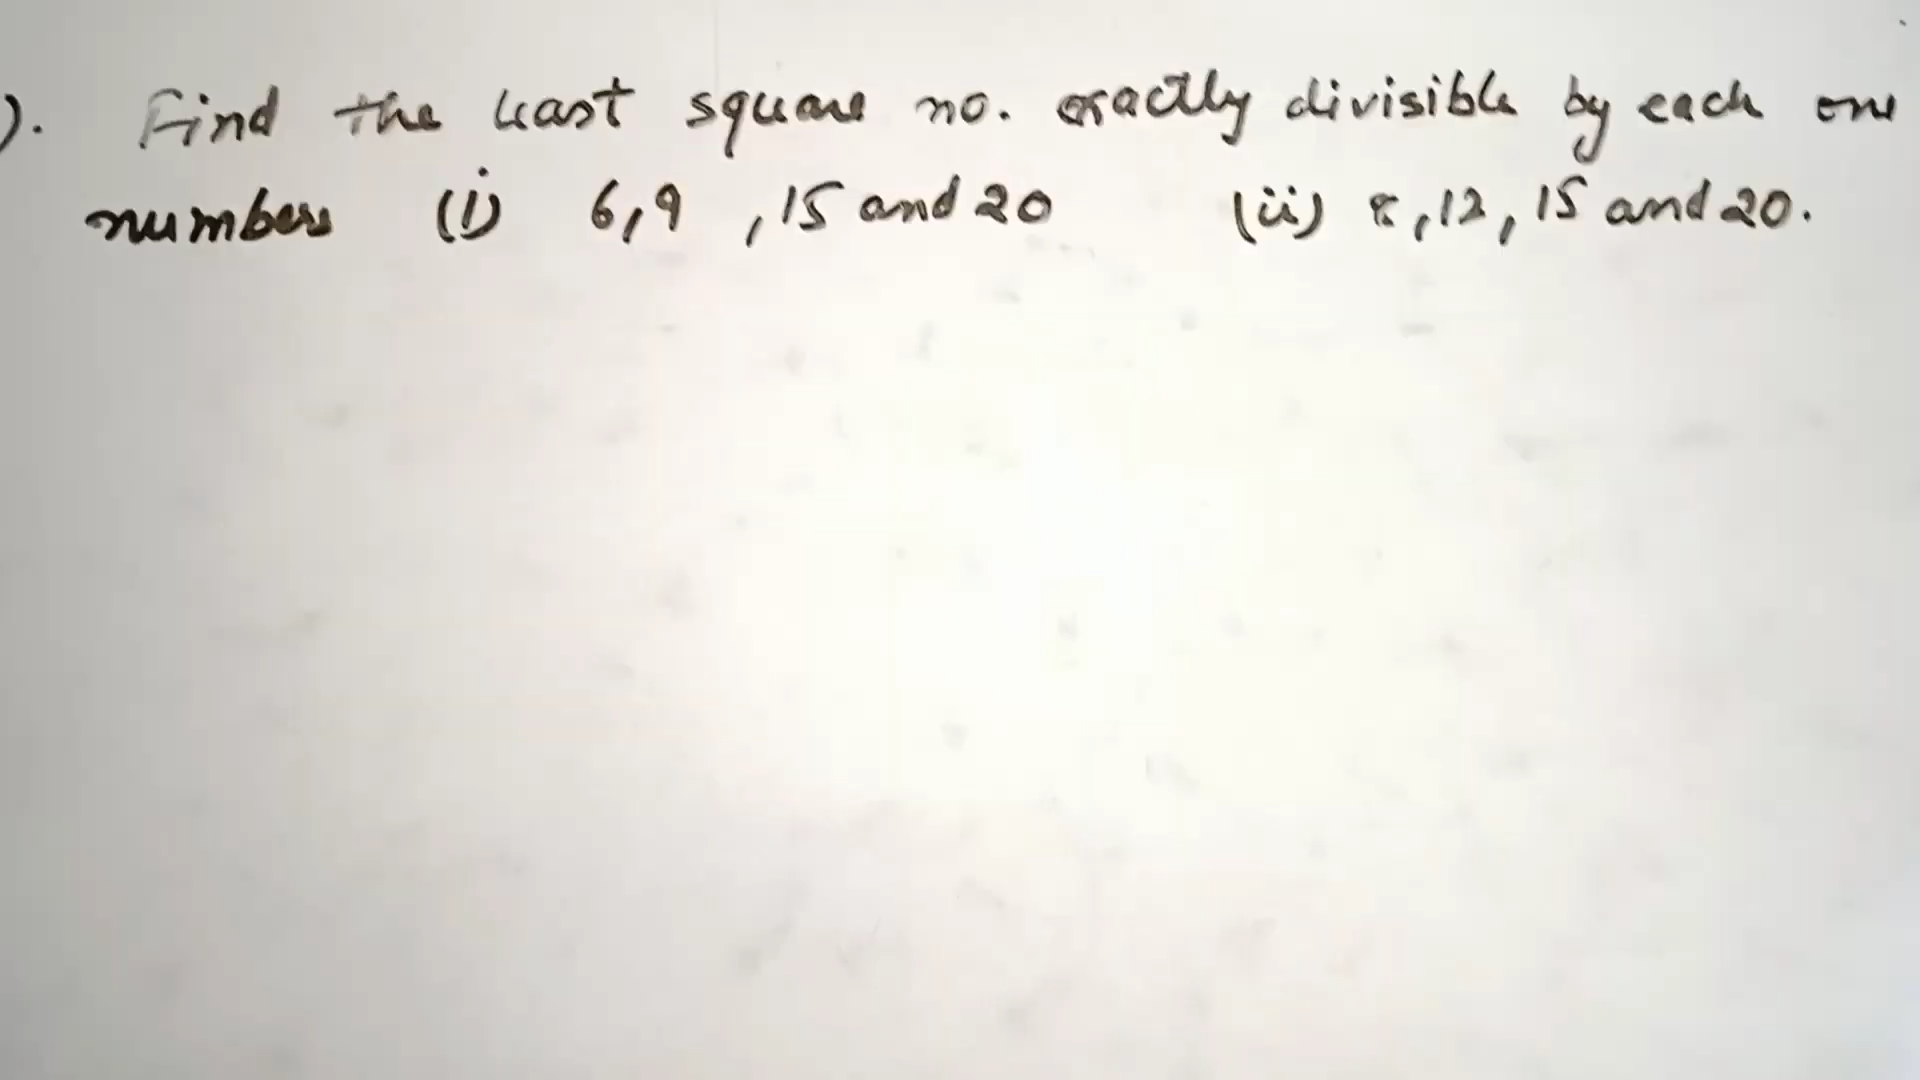 ). Find the least square no. exactly divisible by each one
numbers (i) 6,9 ,15 and 20 (ii) 8,12, 15 and 20.